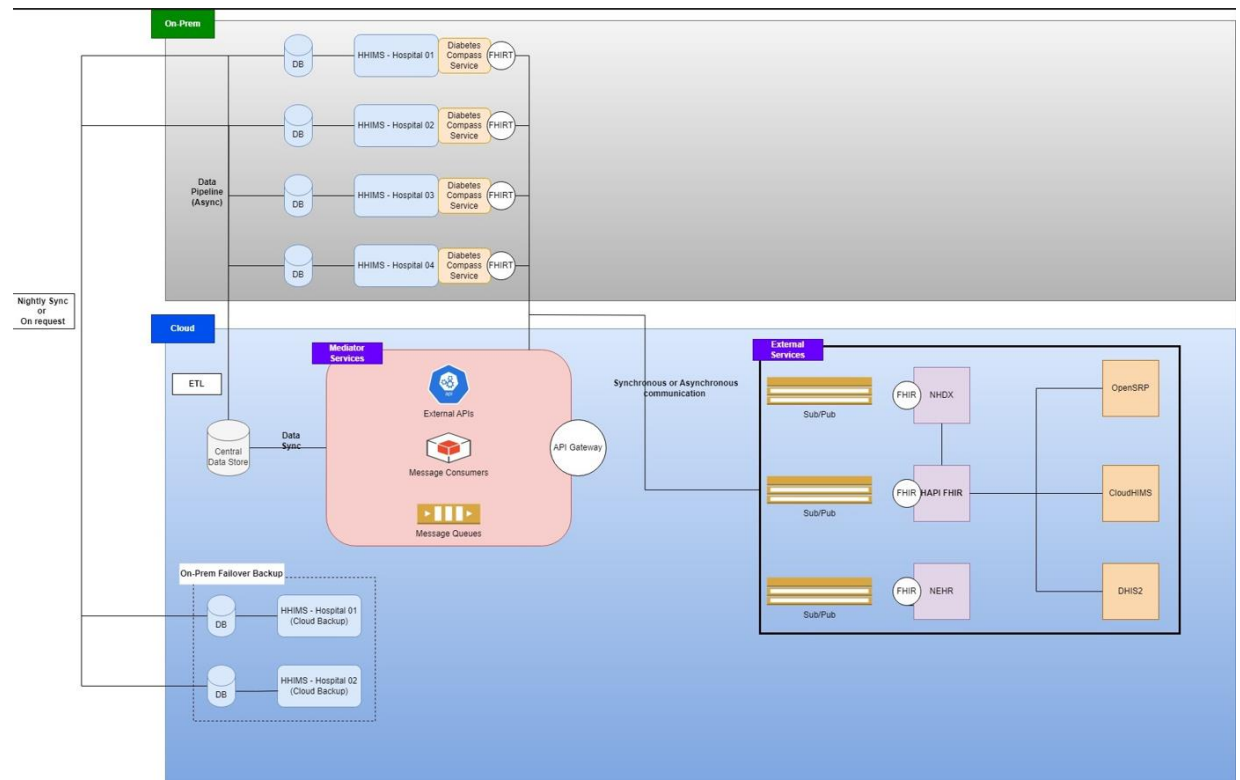 On-Prem
DB
HHIMS - Hospital 01
Diabetes
Compass
Service
FHIRT
DB
HHIMS - Hospital 02
Diabetes
Compass
Service
FHIRT
Data
Pipeline
(Async)
DB
HHIMS - Hospital 03
Diabetes
Compass
Service
FHIRT
DB
HHIMS - Hospital 04
Diabetes
Compass
Service
FHIRT
Nightly Sync
or
On request
Cloud
ETL
Central
Data Store
Data
Sync
Mediator
Services
API
External APIs
Message Consumers
Message Queues
API Gateway
Synchronous or Asynchronous
communication
External
Services
Sub/Pub
FHIR
NHDX
OpenSRP
Sub/Pub
FHIR
HAPI FHIR
CloudHIMS
Sub/Pub
FHIR
NEHR
DHIS2
On-Prem Failover Backup
DB
HHIMS - Hospital 01
(Cloud Backup)
DB
HHIMS - Hospital 02
(Cloud Backup)